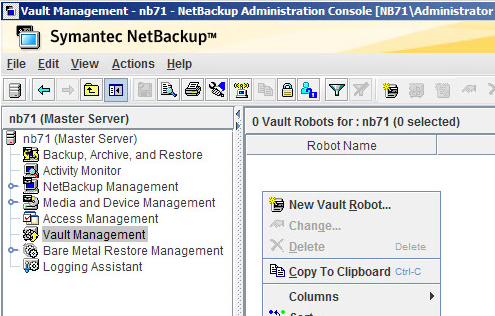 Vault Management - nb71 - NetBackup Administration Console [NB71\Administrator
Symantec NetBackup™
File Edit View Actions Help
nb71 (Master Server)
nb71 (Master Server)
Backup, Archive, and Restore
Activity Monitor
NetBackup Management
Media and Device Management
Access Management
Vault Management
Bare Metal Restore Management
Logging Assistant
0 Vault Robots for : nb71 (0 selected)
Robot Name
New Vault Robot...
Change...
Delete Delete
Copy To Clipboard Ctrl-C
Columns
Sort